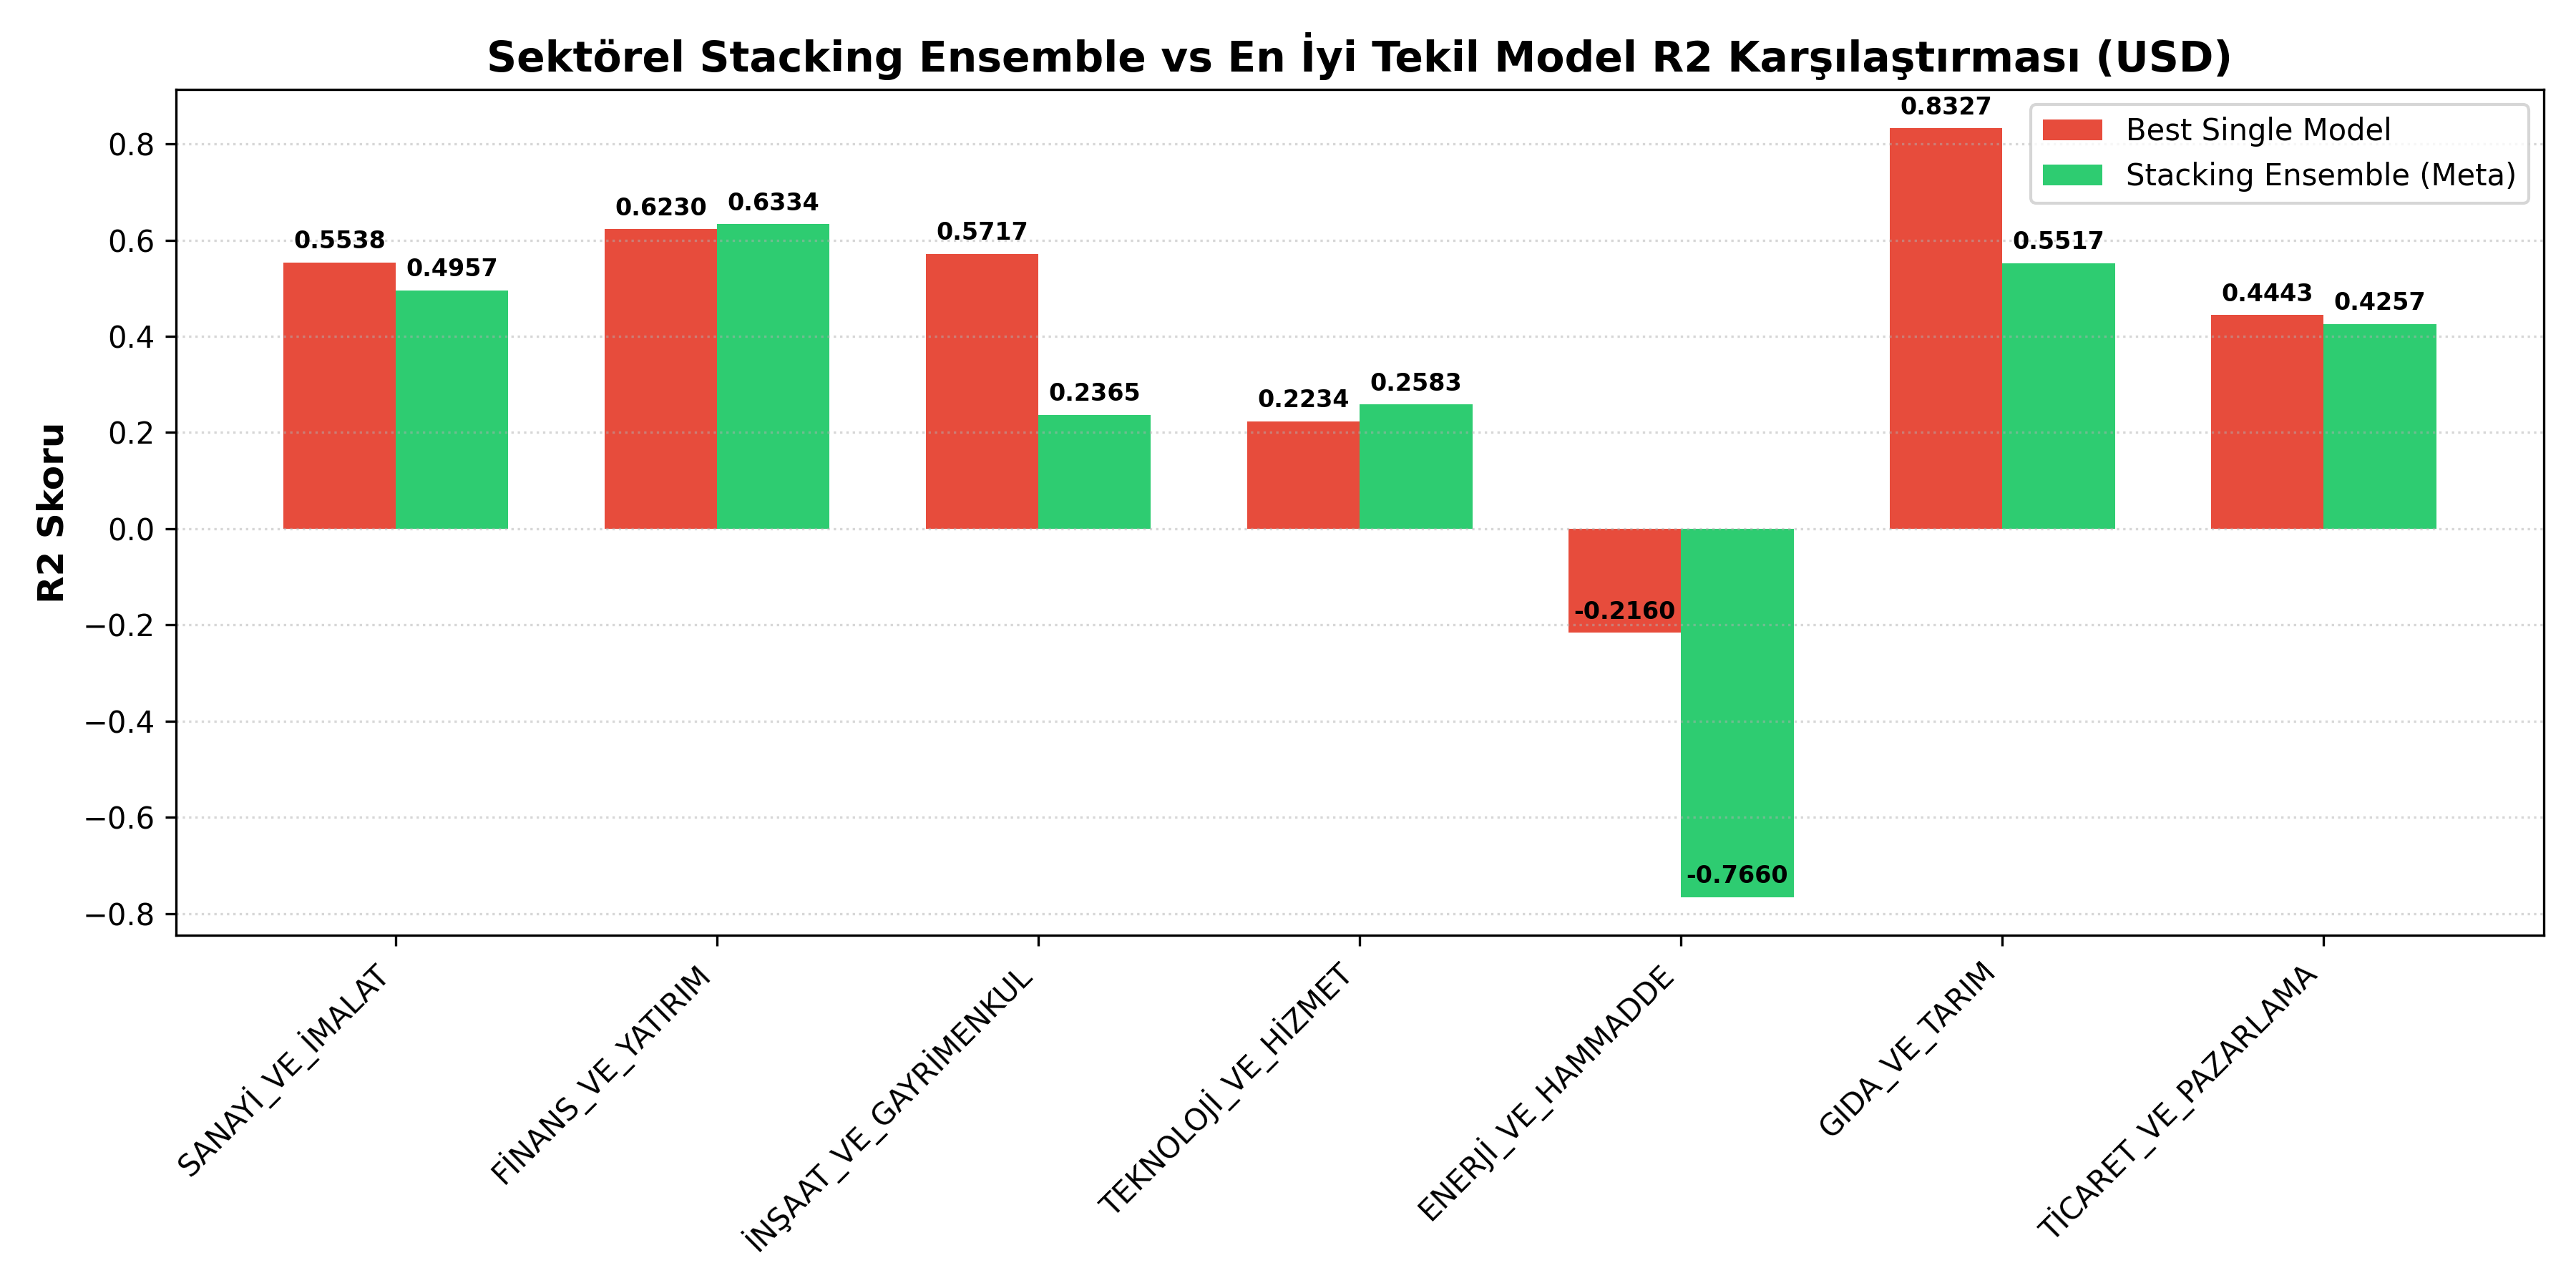 Sektörel Stacking Ensemble vs En İyi Tekil Model R2 Karşılaştırması (USD)
Best Single Model
Stacking Ensemble (Meta)
R2 Skoru
0.8
0.6
0.4
0.2
0.0
−0.2
−0.4
−0.6
−0.8
0.5538
0.4957
0.6230
0.6334
0.5717
0.2365
0.2234
0.2583
-0.2160
-0.7660
0.8327
0.5517
0.4443
0.4257
SANAYİ_VE_İMALAT
FİNANS_VE_YATIRIM
İNŞAAT_VE_GAYRİMENKUL
TEKNOLOJİ_VE_HİZMET
ENERJİ_VE_HAMMADDE
GIDA_VE_TARIM
TİCARET_VE_PAZARLAMA